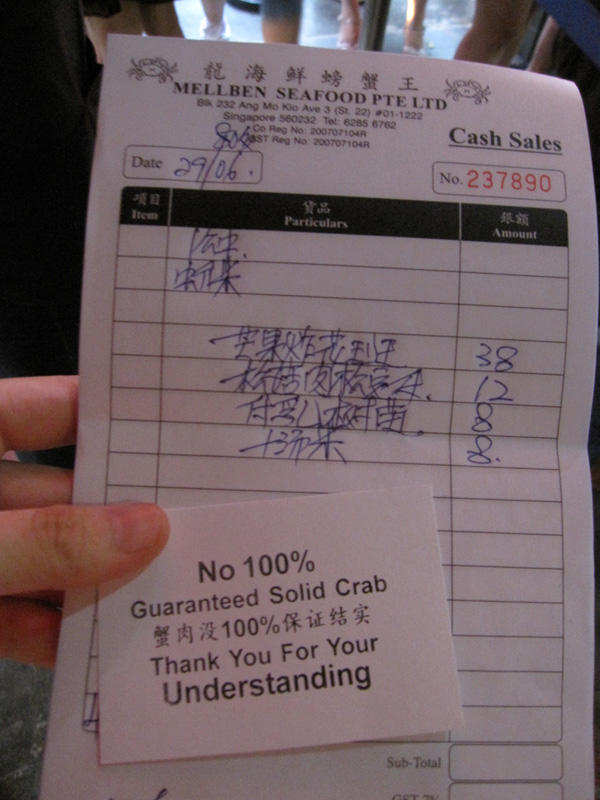 龍海鮮螃蟹王
MELLBEN SEAFOOD PTE LTD
Blk 232 Ang Mo Kio Ave 3 (St. 22) #01-1222
Singapore 560232 Tel: 6285 6762
Co Reg No: 200707104R
GST Reg No: 200707104R
Cash Sales
Date 29/06.
No. 237890
項目 貨品 銀額
Item Particulars Amount
38
12
8
8.
No 100%
Guaranteed Solid Crab
蟹肉没100%保证结实
Thank You For Your
Understanding
Sub-Total
GST 7%